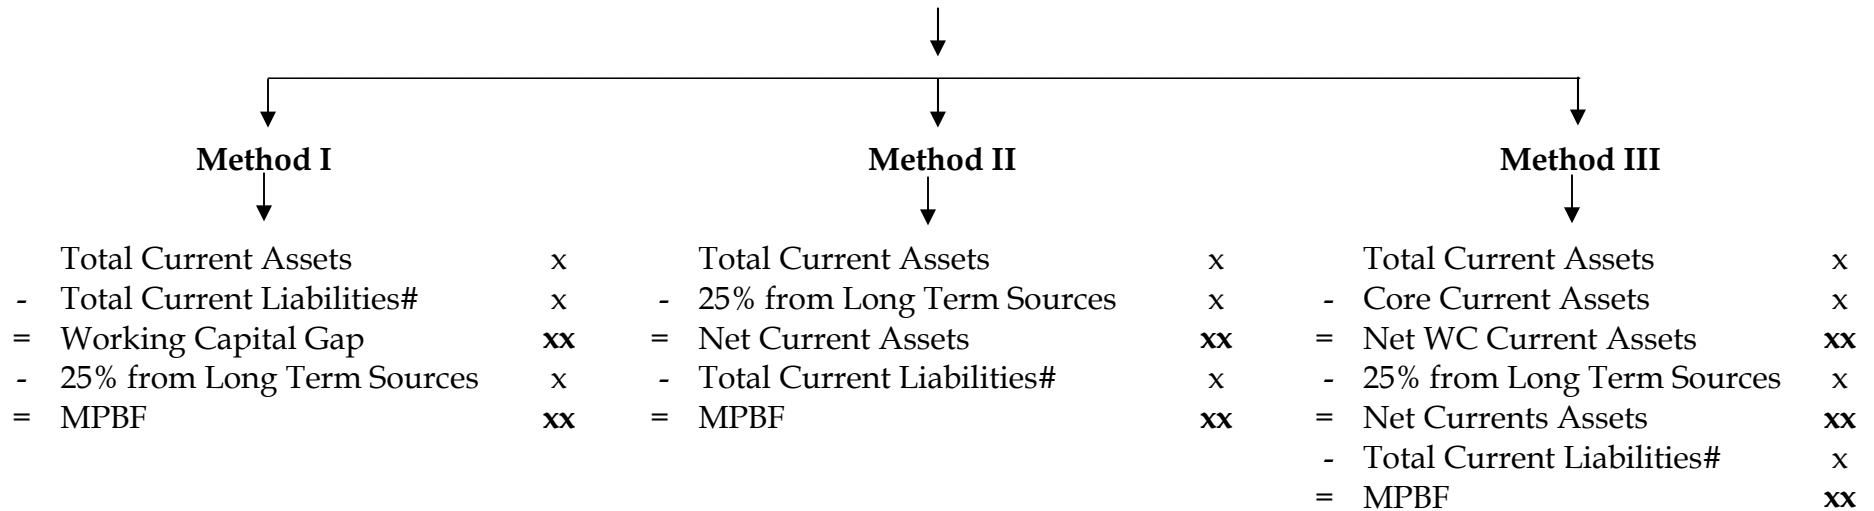 Method I
Method II
Method III
Total Current Assets x
- Total Current Liabilities# x
= Working Capital Gap xx
- 25% from Long Term Sources x
= MPBF xx
Total Current Assets x
- 25% from Long Term Sources x
= Net Current Assets xx
- Total Current Liabilities# x
= MPBF xx
Total Current Assets x
- Core Current Assets x
= Net WC Current Assets xx
- 25% from Long Term Sources x
= Net Currents Assets xx
- Total Current Liabilities# x
= MPBF xx